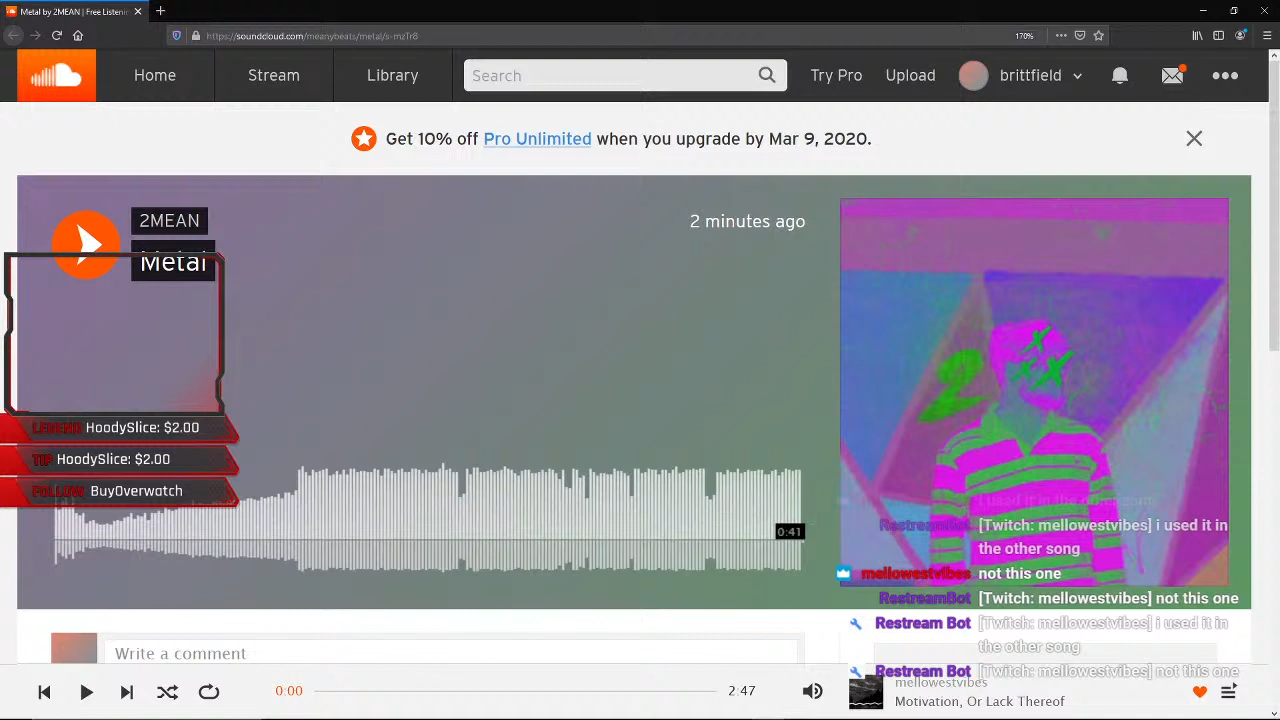 Metal by 2MEAN | Free Listenin
https://soundcloud.com/meanybeats/metal/s-mzTr8
170%
Home
Stream
Library
Search
Try Pro
Upload
brittfield
Get 10% off Pro Unlimited when you upgrade by Mar 9, 2020.
2MEAN
2 minutes ago
Metal
2
LEGEND HoodySlice: $2.00
TIP HoodySlice: $2.00
FOLLOW BuyOverwatch
0:41
RestreamBot [Twitch: mellowestvibes] i used it in
the other song
mellowestvibes not this one
RestreamBot [Twitch: mellowestvibes] not this one
Restream Bot [Twitch: mellowestvibes] i used it in
the other song
Restream Bot [Twitch: mellowestvibes] not this one
Write a comment
0:00
2:47
mellowestvibes
Motivation, Or Lack Thereof